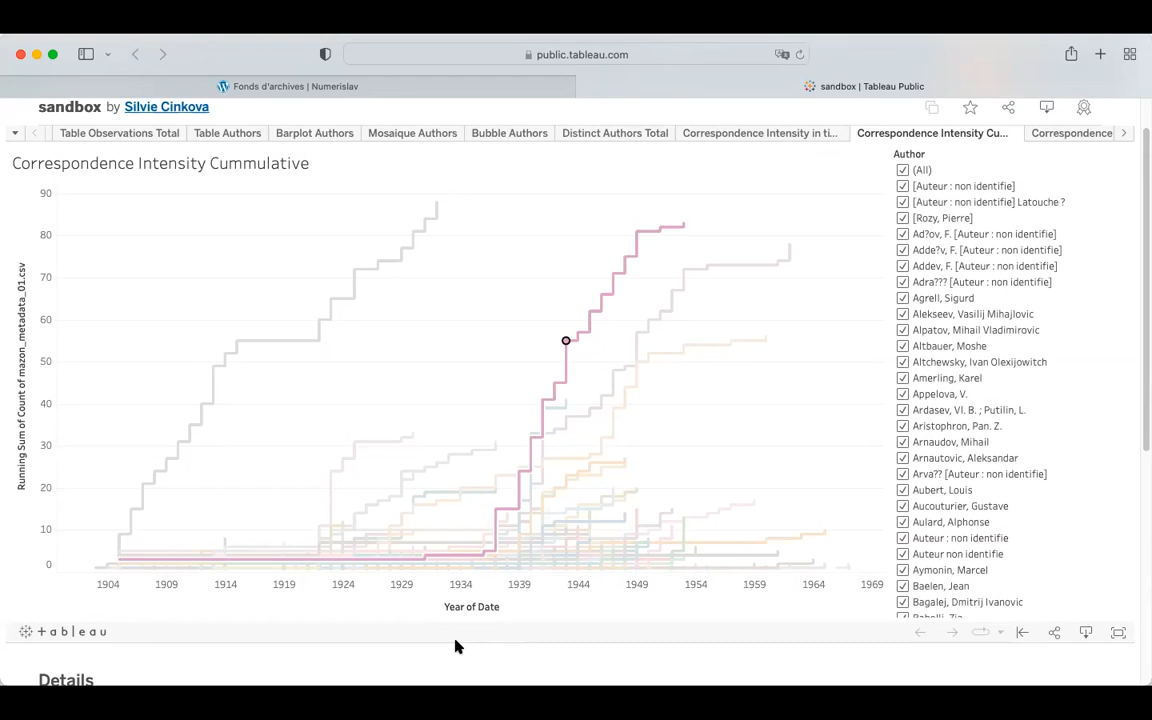 public.tableau.com
Fonds d'archives | Numerislav
sandbox | Tableau Public
sandbox by Silvie Cinkova
Table Observations Total
Table Authors
Barplot Authors
Mosaique Authors
Bubble Authors
Distinct Authors Total
Correspondence Intensity in ti...
Correspondence Intensity Cu...
Correspondence
Correspondence Intensity Cummulative
Running Sum of Count of mazon_metadata_01.csv
90
80
70
60
50
40
30
20
10
0
1904
1909
1914
1919
1924
1929
1934
1939
1944
1949
1954
1959
1964
1969
Year of Date
Author
(All)
[Auteur : non identifie]
[Auteur : non identifie] Latouche ?
[Rozy, Pierre]
Ad?ov, F. [Auteur : non identifie]
Adde?v, F. [Auteur : non identifie]
Addev, F. [Auteur : non identifie]
Adra??? [Auteur : non identifie]
Agrell, Sigurd
Alekseev, Vasilij Mihajlovic
Alpatov, Mihail Vladimirovic
Altbauer, Moshe
Altchewsky, Ivan Olexijowitch
Amerling, Karel
Appelova, V.
Ardasev, Vl. B. ; Putilin, L.
Aristophron, Pan. Z.
Arnaudov, Mihail
Arnautovic, Aleksandar
Arva?? [Auteur : non identifie]
Aubert, Louis
Aucouturier, Gustave
Aulard, Alphonse
Auteur : non identifie
Auteur non identifie
Aymonin, Marcel
Baelen, Jean
Bagalej, Dmitrij Ivanovic
+ableau
Details